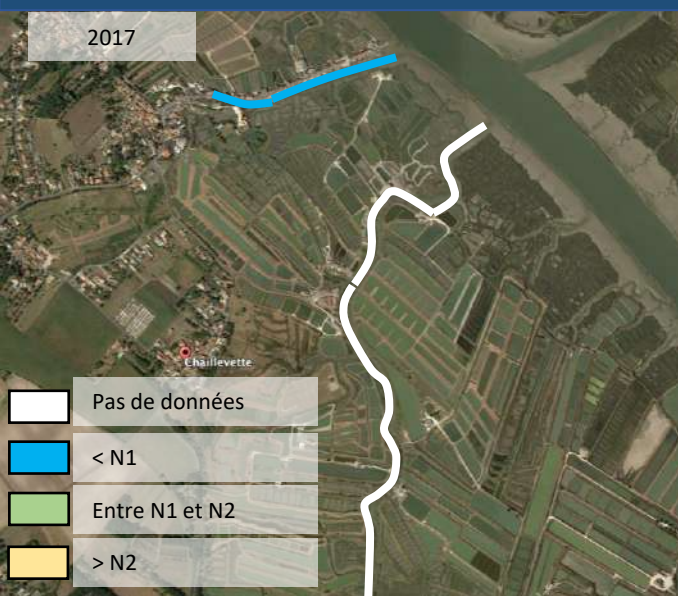 2017
Chaillevette
Pas de données
< N1
Entre N1 et N2
> N2